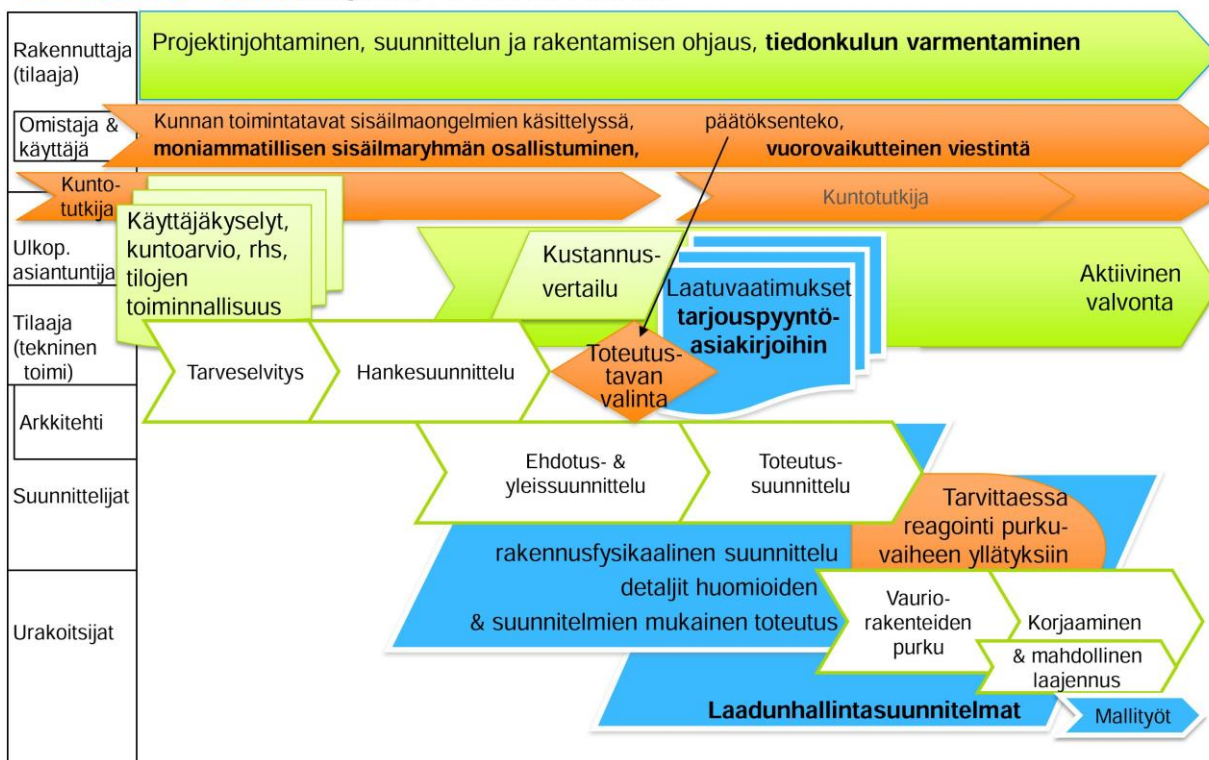 Rakennuttaja
(tilaaja)
Projektinjohtaminen, suunnittelun ja rakentamisen ohjaus, tiedonkulun varmentaminen
Omistaja &
käyttäjä
Kunnan toimintatavat sisäilmaongelmien käsittelyssä,
moniammatillisen sisäilmaryhmän osallistuminen,
päätöksenteko,
vuorovaikutteinen viestintä
Kunto-
tutkija
Kuntotutkija
Ulkop.
asiantuntija
Käyttäjäkyselyt,
kuntoarvio, rhs,
tilojen
toiminnallisuus
Kustannus-
vertailu
Laatuvaatimukset
tarjouspyyntö-
asiakirjoihin
Aktiivinen
valvonta
Tilaaja
(tekninen
toimi)
Tarveselvitys
Hankesuunnittelu
Toteutus-
tavan
valinta
Arkkitehti
Ehdotus- &
yleissuunnittelu
Toteutus-
suunnittelu
Suunnittelijat
Tarvittaessa
reagointi purku-
vaiheen yllätyksiin
rakennusfysikaalinen suunnittelu
detaljit huomioiden
& suunnitelmien mukainen toteutus
Urakoitsijat
Vaurio-
rakenteiden
purku
Korjaaminen
& mahdollinen
laajennus
Laadunhallintasuunnitelmat
Mallityöt